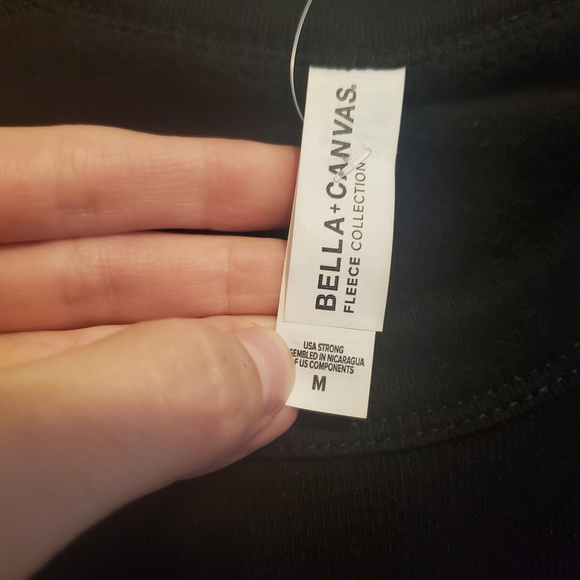 BELLA+CANVAS.
FLEECE COLLECTION
USA STRONG
SEMBLED IN NICARAGUA
F US COMPONENTS
M